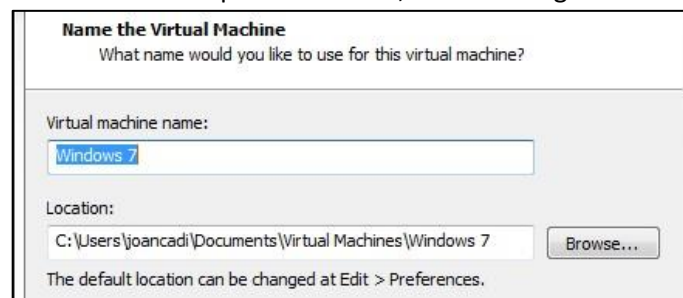 Name the Virtual Machine
What name would you like to use for this virtual machine?
Virtual machine name:
Windows 7
Location:
C:\Users\joancadi\Documents\Virtual Machines\Windows 7
Browse...
The default location can be changed at Edit > Preferences.